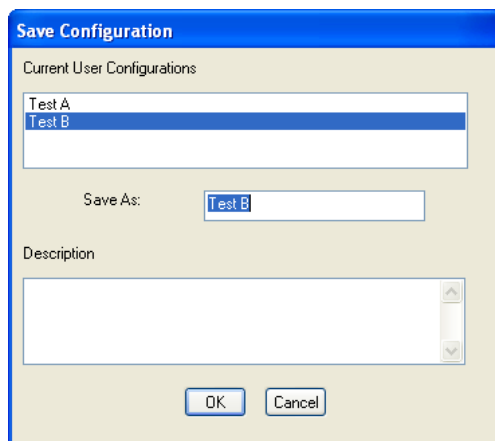 Save Configuration
Current User Configurations
Test A
Test B
Save As:
Test B
Description
OK
Cancel